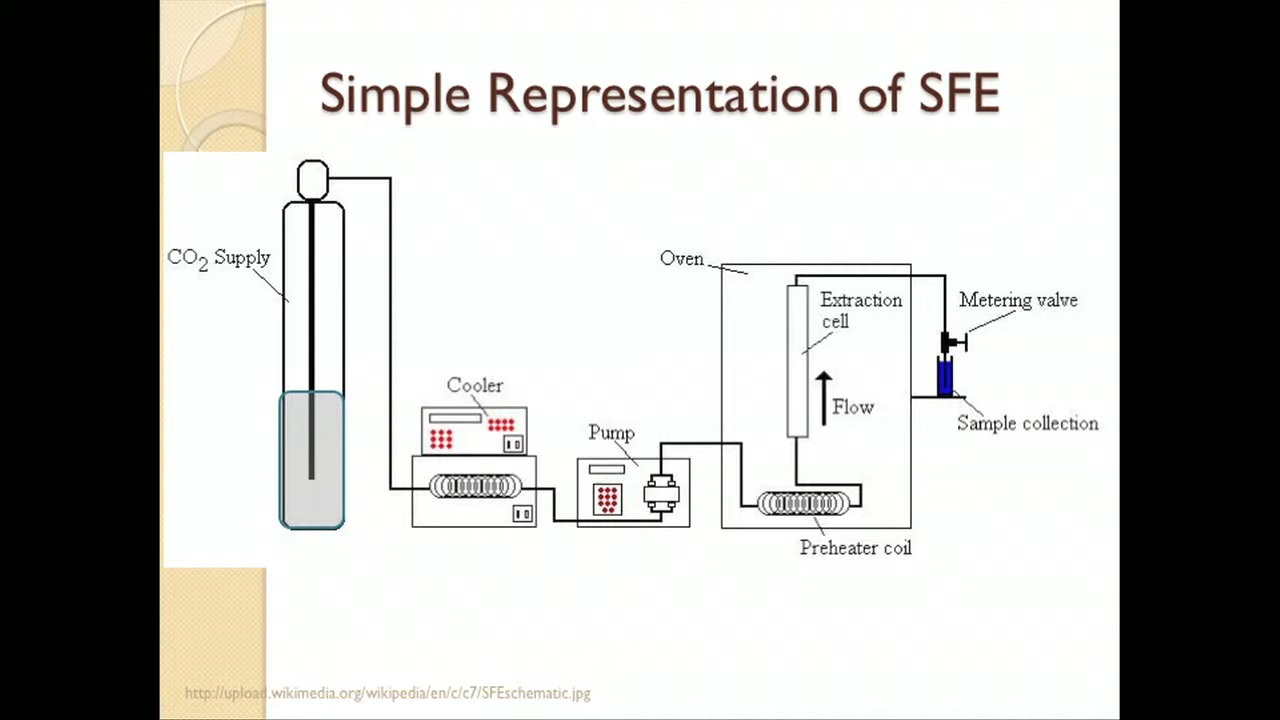 Simple Representation of SFE
CO2 Supply
Oven
Extraction
cell
Metering valve
Cooler
Flow
Sample collection
Pump
Preheater coil
http://upload.wikimedia.org/wikipedia/en/c/c7/SFEschematic.jpg